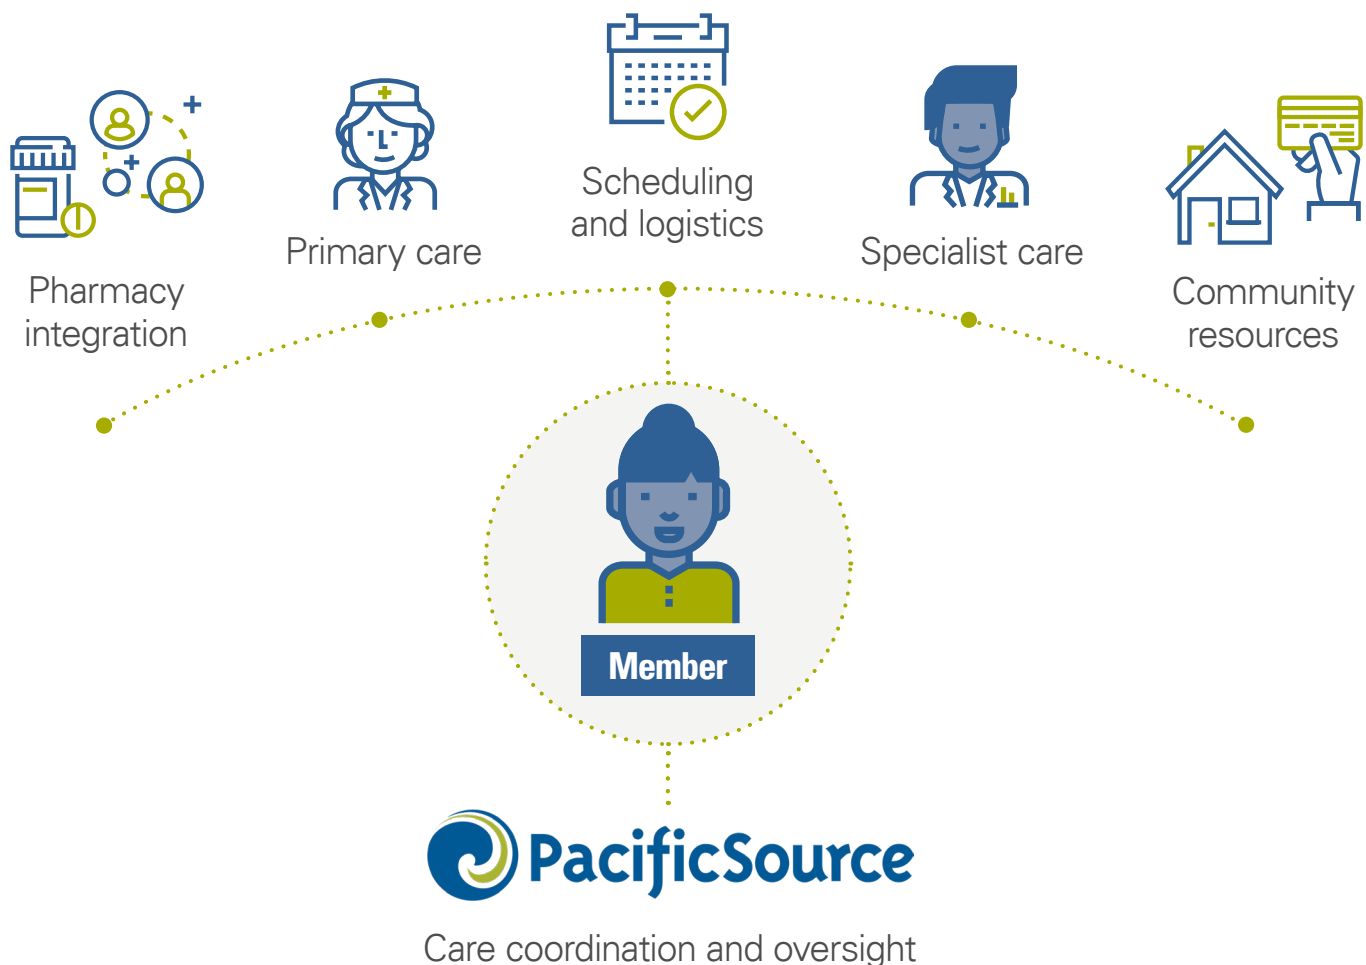 Pharmacy
integration
Primary care
Scheduling
and logistics
Specialist care
Community
resources
Member
PacificSource
Care coordination and oversight